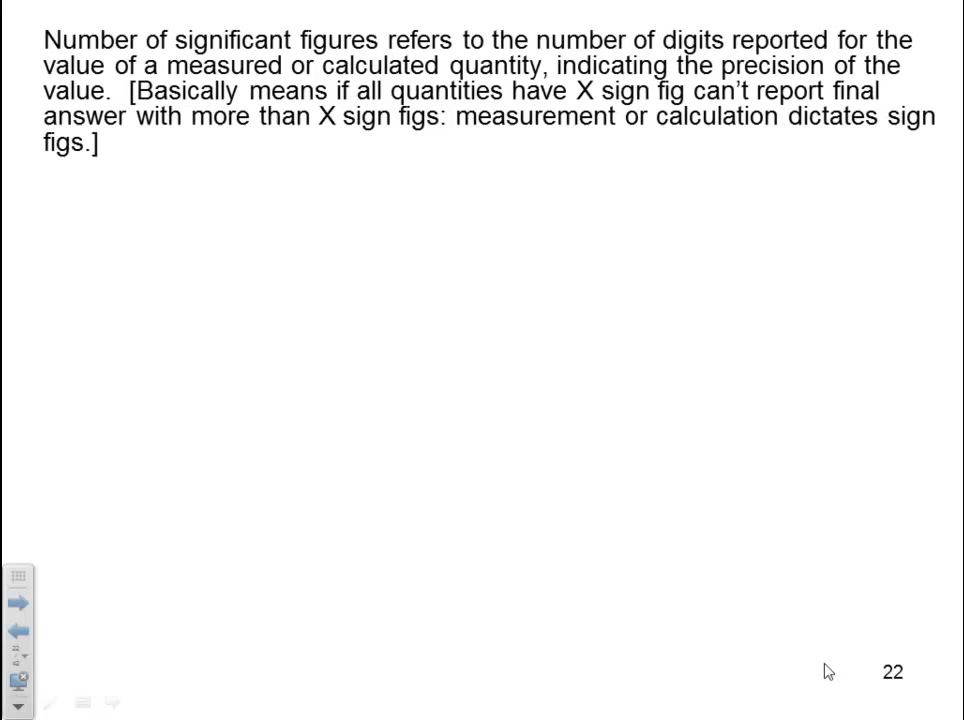 Number of significant figures refers to the number of digits reported for the
value of a measured or calculated quantity, indicating the precision of the
value.  [Basically means if all quantities have X sign fig can’t report final
answer with more than X sign figs: measurement or calculation dictates sign
figs.]
22